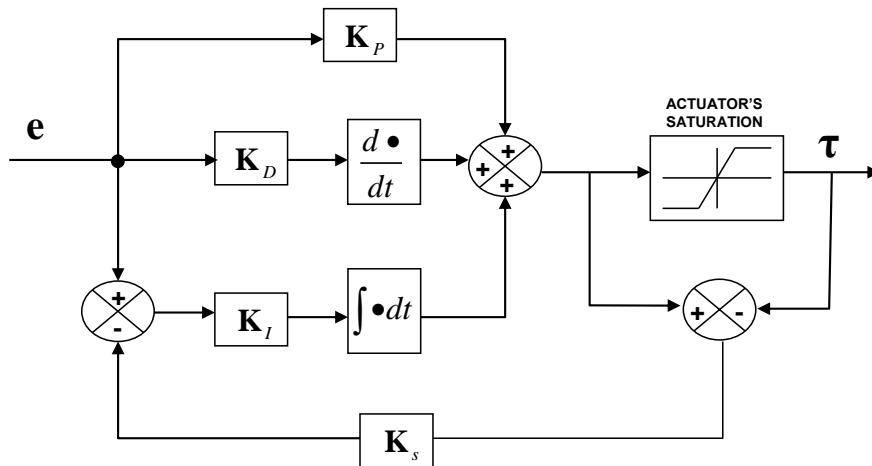 K_P
ACTUATOR'S
SATURATION
e
τ
K_D
d •
dt
+
+
+
+
-
K_I
∫•dt
+
-
K_s